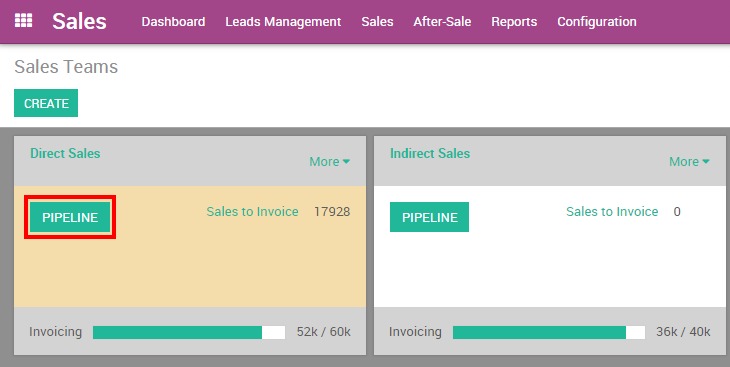 Sales Dashboard Leads Management Sales After-Sale Reports Configuration
Sales Teams
CREATE
Direct Sales
More
PIPELINE
Sales to Invoice 17928
Invoicing 52k / 60k
Indirect Sales
More
PIPELINE
Sales to Invoice 0
Invoicing 36k / 40k